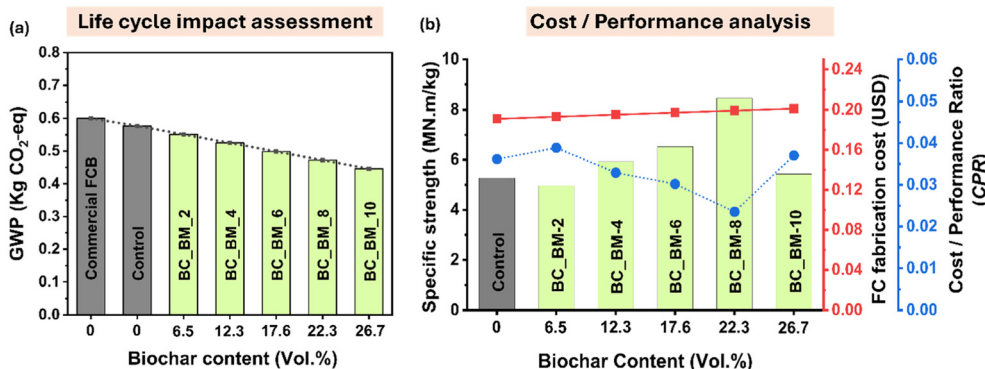 Life cycle impact assessment
Cost / Performance analysis
(a)
GWP (Kg CO2-eq)
0.8
0.7
0.6
0.5
0.4
0.3
0.2
0.1
0.0
Commercial FCB
Control
BC_BM_2
BC_BM_4
BC_BM_6
BC_BM_8
BC_BM_10
0 0 6.5 12.3 17.6 22.3 26.7
Biochar content (Vol.%)
(b)
Specific strength (MN.m/kg)
10
8
6
4
2
0
Control
BC_BM-2
BC_BM-4
BC_BM-6
BC_BM-8
BC_BM-10
0 6.5 12.3 17.6 22.3 26.7
Biochar Content (Vol.%)
0.24
0.20
0.16
0.12
0.08
0.04
0.00
FC fabrication cost (USD)
0.06
0.05
0.04
0.03
0.02
0.01
0.00
Cost / Performance Ratio
(CPR)